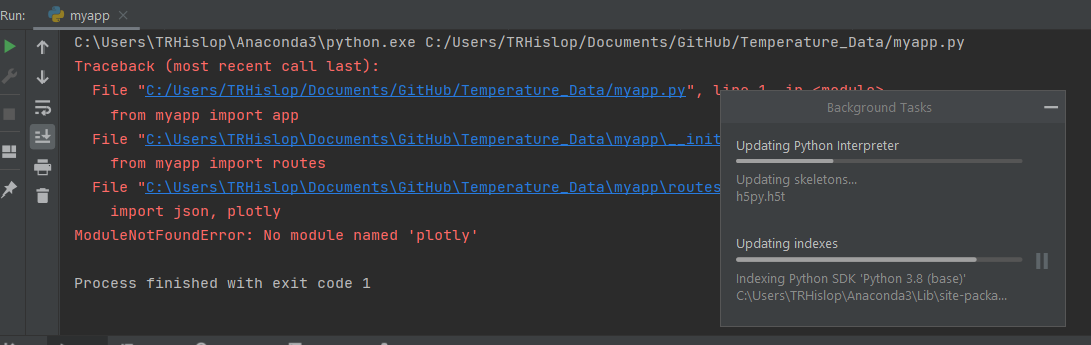 Run:
myapp
C:\Users\TRHislop\Anaconda3\python.exe C:/Users/TRHislop/Documents/GitHub/Temperature_Data/myapp.py
Traceback (most recent call last):
File "C:/Users/TRHislop/Documents/GitHub/Temperature_Data/myapp.py", line 1, in <module>
from myapp import app
File "C:\Users\TRHislop\Documents\GitHub\Temperature_Data\myapp\__init
from myapp import routes
File "C:\Users\TRHislop\Documents\GitHub\Temperature_Data\myapp\routes
import json, plotly
ModuleNotFoundError: No module named 'plotly'
Process finished with exit code 1
Background Tasks
Updating Python Interpreter
Updating skeletons...
h5py.h5t
Updating indexes
Indexing Python SDK 'Python 3.8 (base)'
C:\Users\TRHislop\Anaconda3\Lib\site-packa...